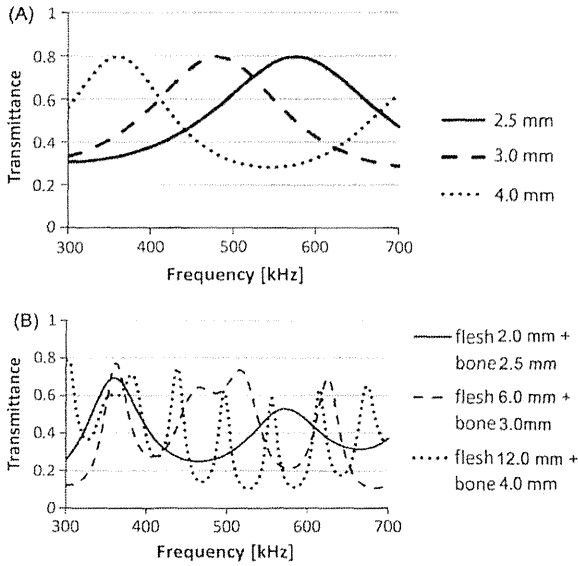 (A)
1
0.8
0.6
0.4
0.2
0
Transmittance
300 400 500 600 700
Frequency [kHz]
2.5 mm
3.0 mm
4.0 mm
(B)
1
0.8
0.6
0.4
0.2
0
Transmittance
300 400 500 600 700
Frequency [kHz]
flesh 2.0 mm +
bone 2.5 mm
flesh 6.0 mm +
bone 3.0mm
flesh 12.0 mm +
bone 4.0 mm